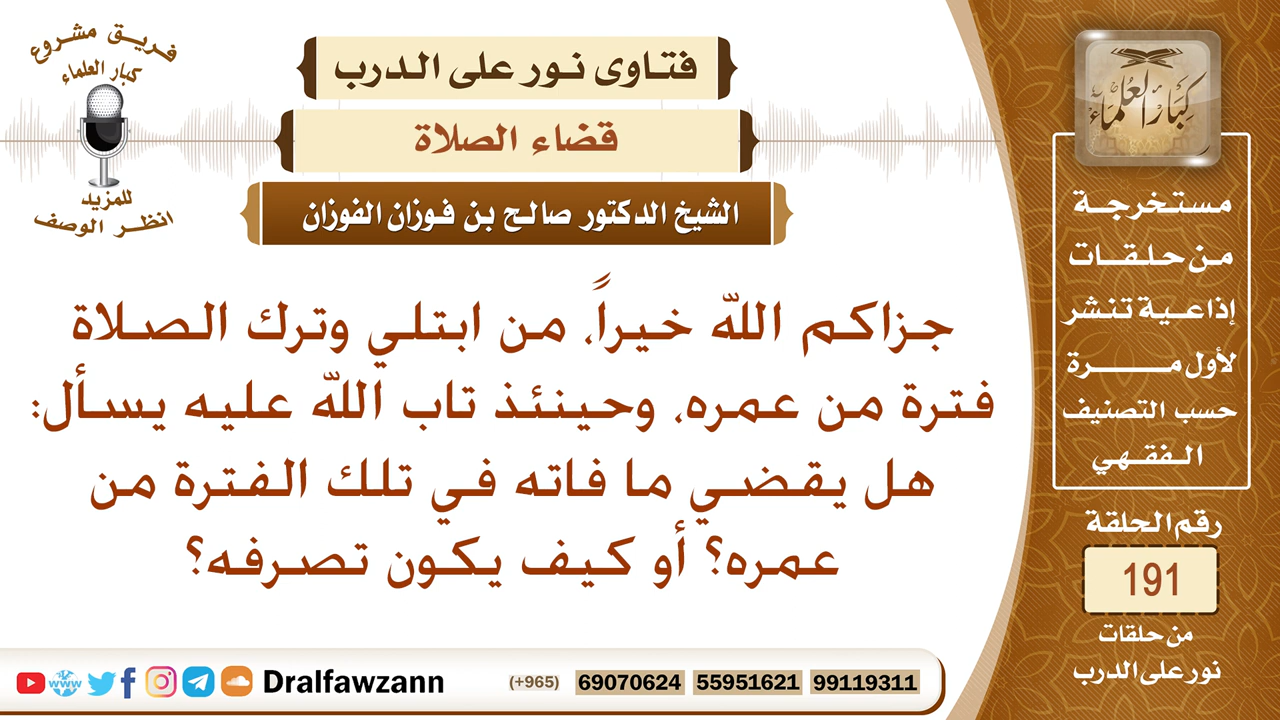 فريق مشروع
كبار العلماء
للمزيد
انظر الوصف
فتاوى نور على الدرب
قضاء الصلاة
الشيخ الدكتور صالح بن فوزان الفوزان
جزاكم الله خيراً، من ابتلي وترك الصلاة
فترة من عمره، وحينئذ تاب الله عليه يسأل:
هل يقضي ما فاته في تلك الفترة من
عمره؟ أو كيف يكون تصرفه؟
كبار العلماء
مستخرجة
من حلقات
إذاعية تنشر
لأول مرة
حسب التصنيف
الفقهي
رقم الحلقة
191
من حلقات
نور على الدرب
www Dralfawzann (+965) 69070624 55951621 99119311